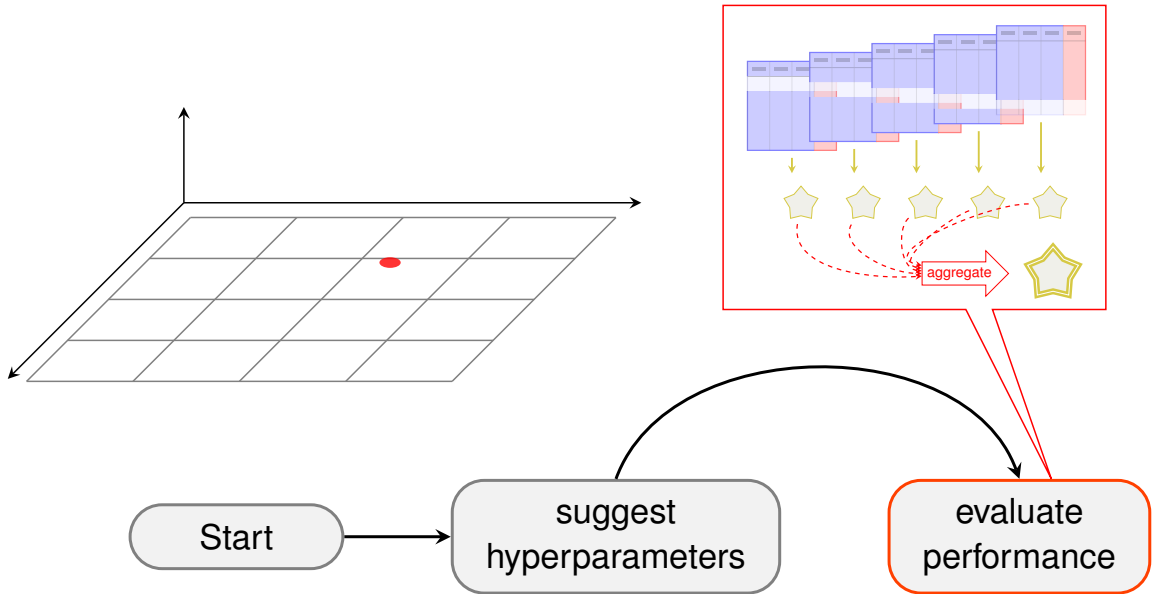 aggregate
Start
suggest
hyperparameters
evaluate
performance